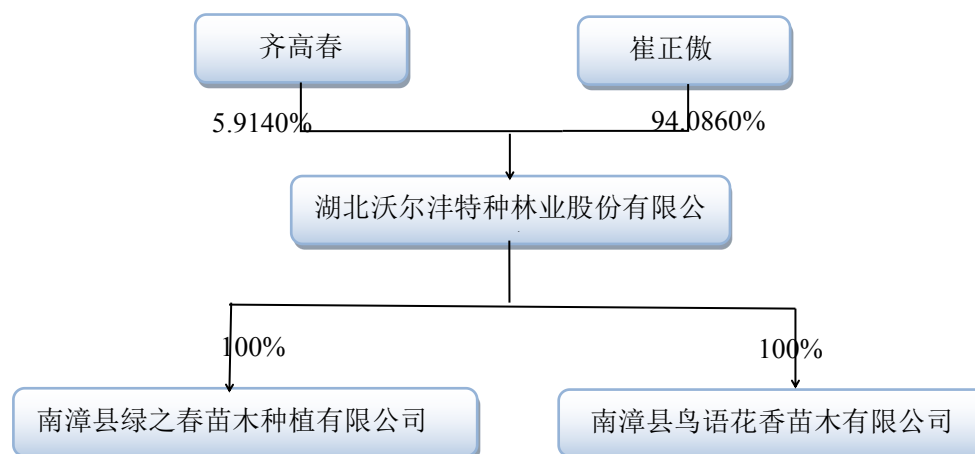 齐高春
崔正傲
5.9140%
94.0860%
湖北沃尔沣特种林业股份有限公
100%
100%
南漳县绿之春苗木种植有限公司
南漳县鸟语花香苗木有限公司